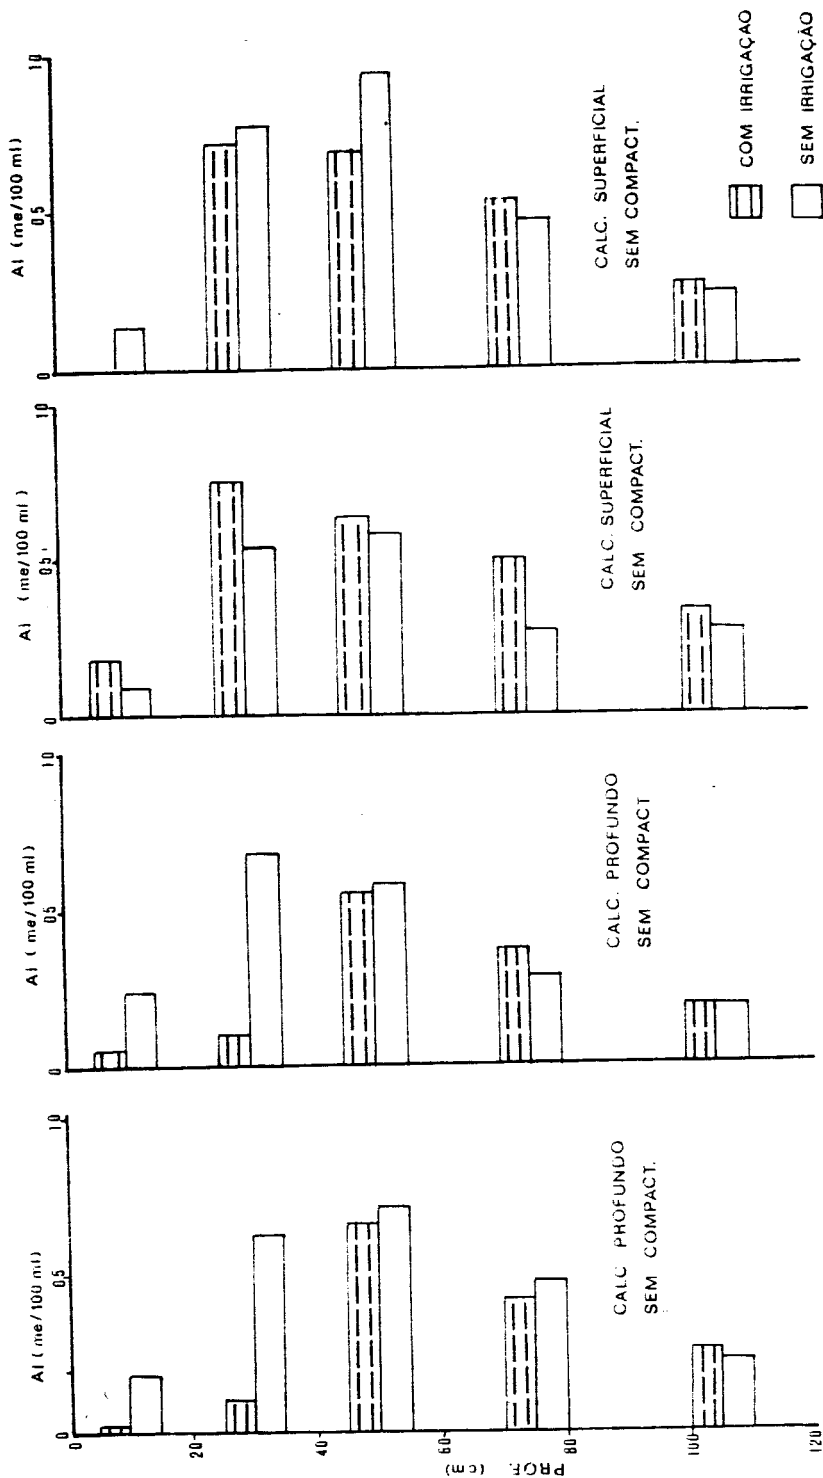 Al (me/100 ml)
0
0,5
1,0
CALC. PROFUNDO
SEM COMPACT.
Al (me/100 ml)
0
0,5
1,0
CALC. PROFUNDO
SEM COMPACT
Al (me/100 ml)
0
0,5
1,0
CALC. SUPERFICIAL
SEM COMPACT.
Al (me/100 ml)
0
0,5
1,0
CALC. SUPERFICIAL
SEM COMPACT.
COM IRRIGAÇAO
SEM IRRIGAÇÃO
PROF. (cm)
0
20
40
60
80
100
120